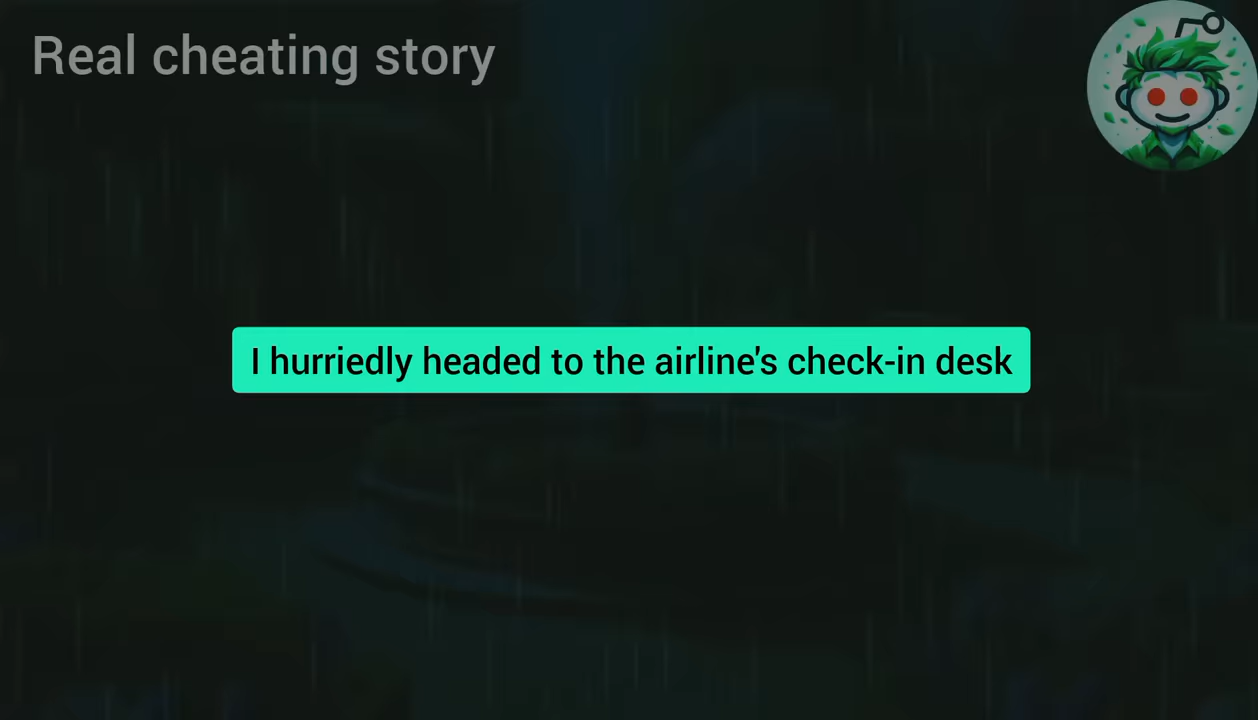 Real cheating story
I hurriedly headed to the airline's check-in desk